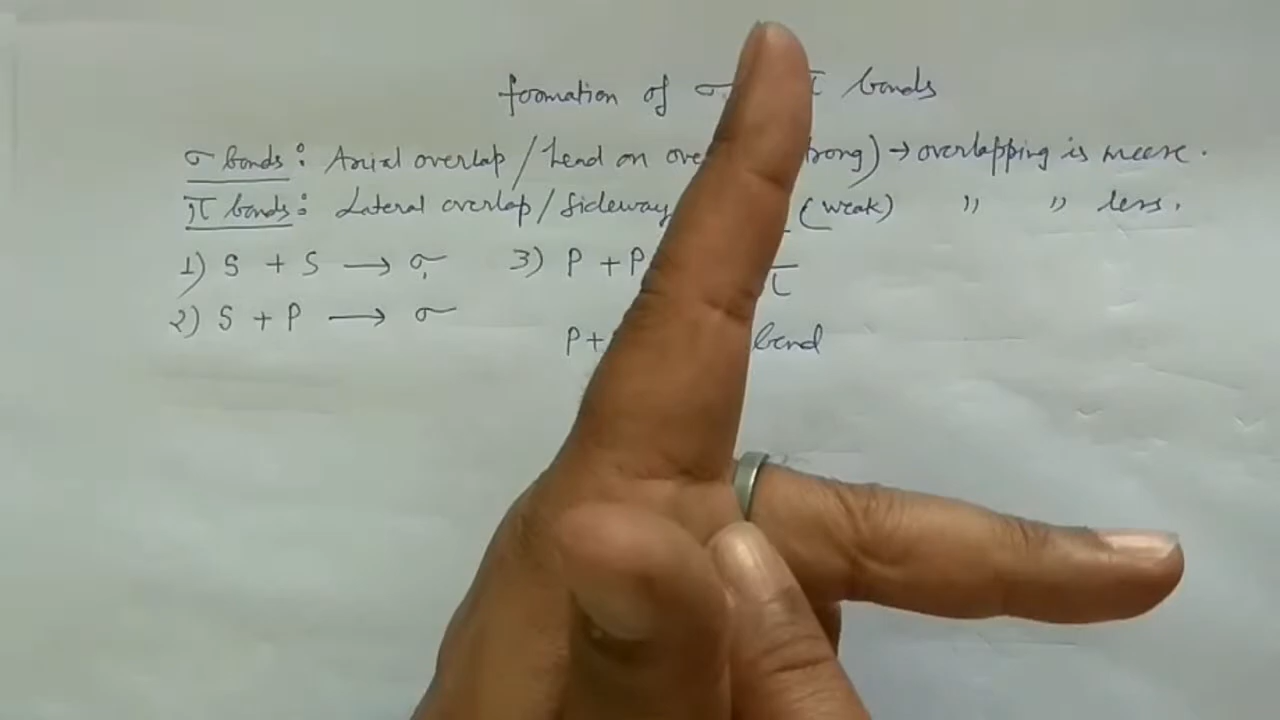 formation of σ π bonds
σ bonds: Axial overlap / head on ove rong) → overlapping is more.
π bonds: Lateral overlap / sideway (weak) " " less.
1) S + S → σ 3) P + P π
2) S + P → σ
P + bond